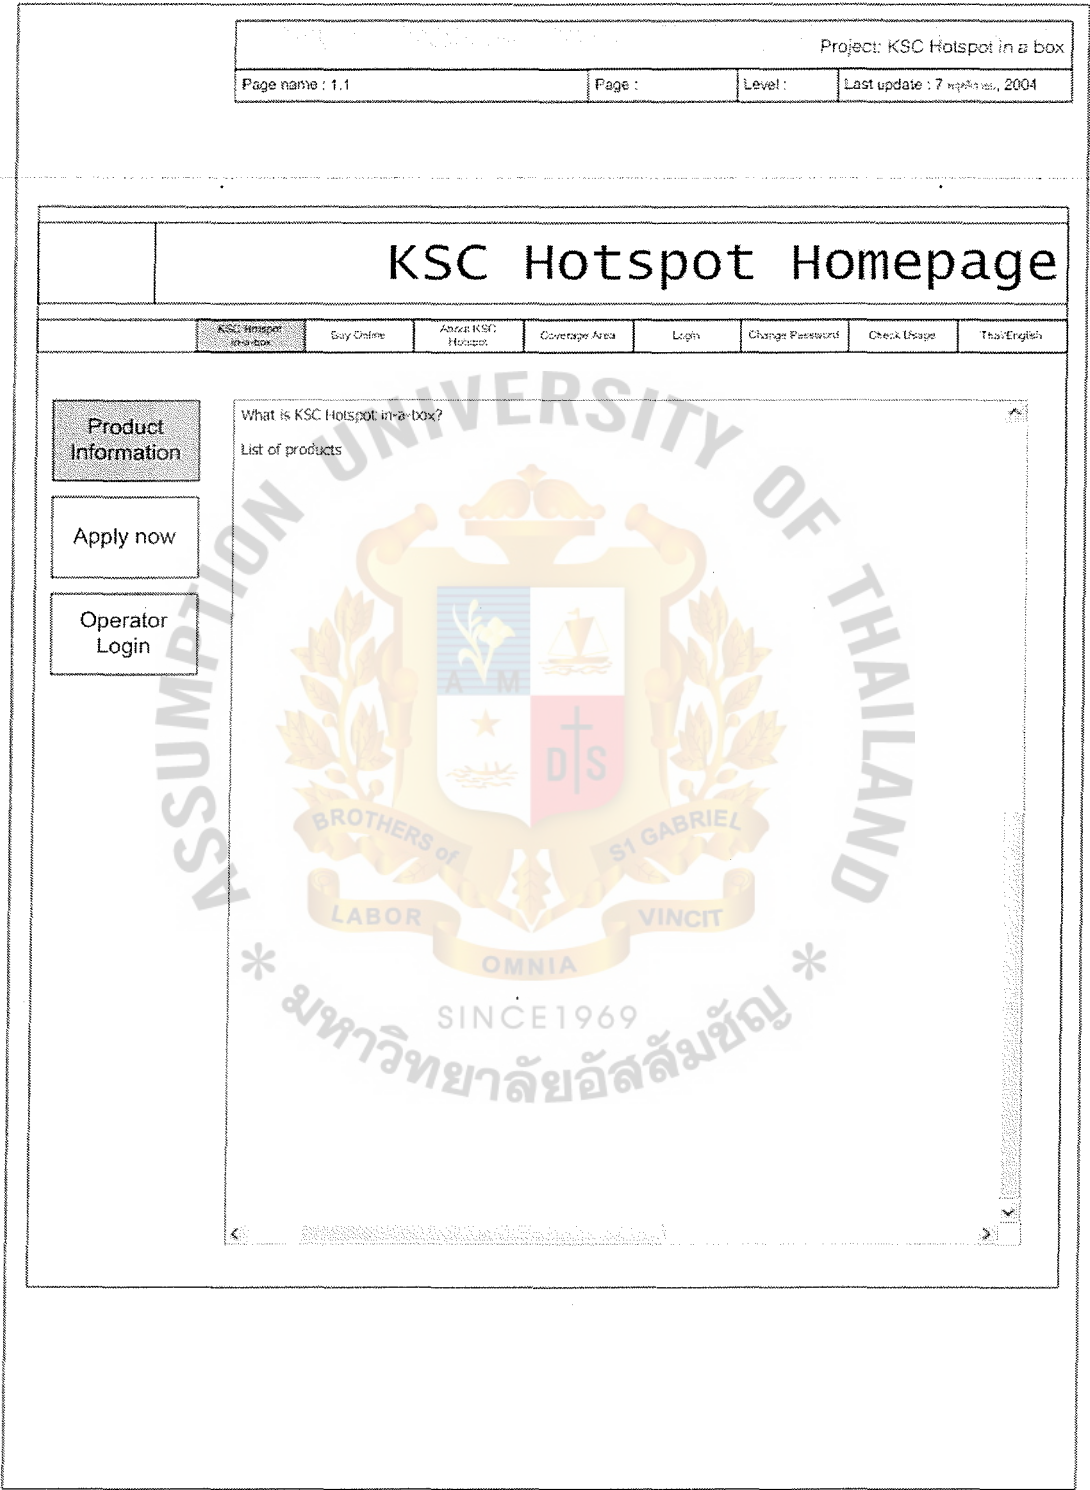 Project: KSC Hotspot in a box
Page name : 1.1
Page :
Level :
Last update : 7 , 2004
KSC Hotspot Homepage
KSC Hotspot
in-a-box
Buy Online
About KSC
Hotspot
Coverage Area
Login
Change Password
Check Usage
Thai/English
Product
Information
Apply now
Operator
Login
What is KSC Hotspot in-a-box?
List of products
ASSUMPTION UNIVERSITY OF THAILAND
A M
D S
BROTHERS of
ST GABRIEL
LABOR
VINCIT
OMNIA
SINCE1969
* มหาวิทยาลัยอัสสัมชัญ *